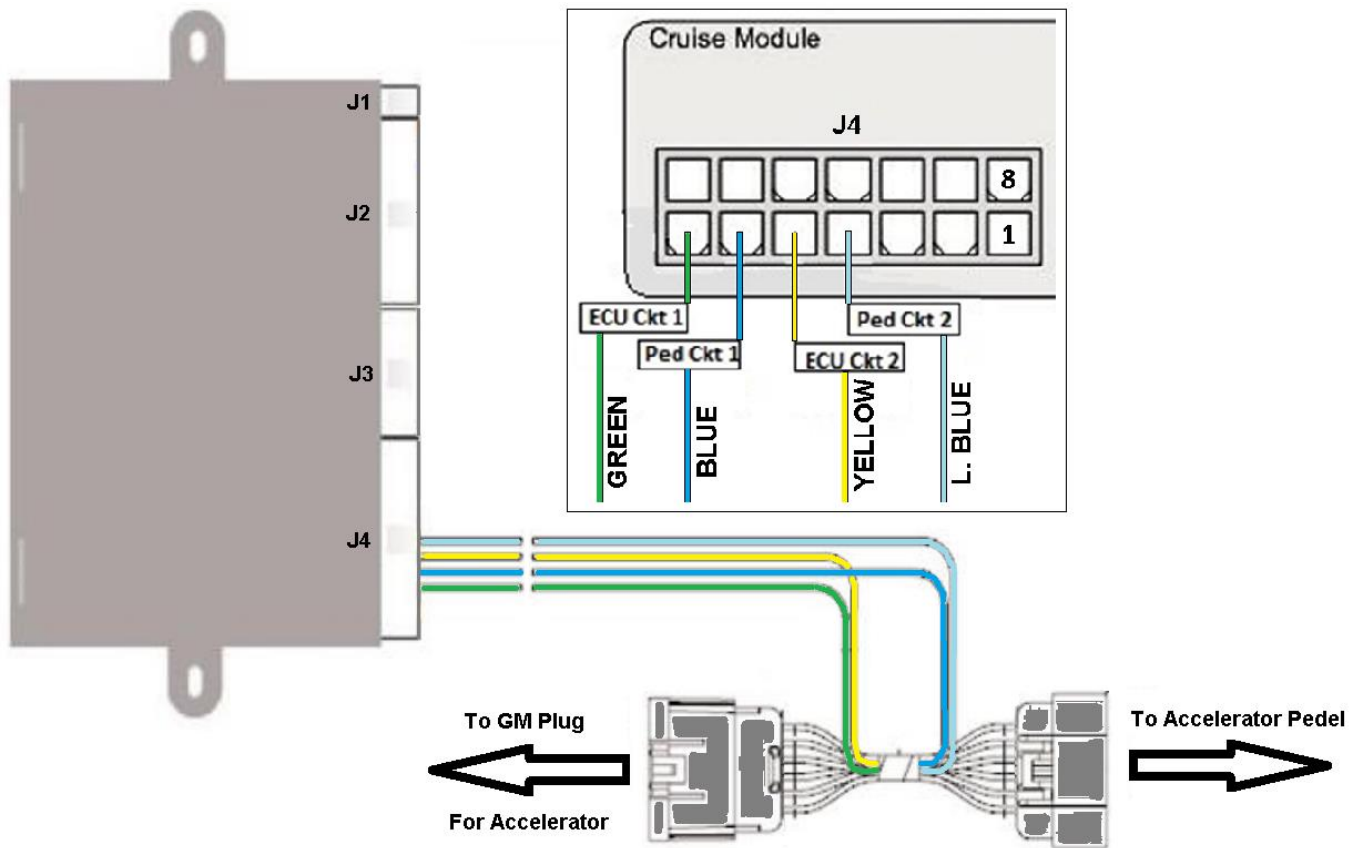 Cruise Module
J4
8
1
ECU Ckt 1
Ped Ckt 2
Ped Ckt 1
ECU Ckt 2
GREEN
BLUE
YELLOW
L. BLUE
J1
J2
J3
J4
To GM Plug
For Accelerator
To Accelerator Pedel